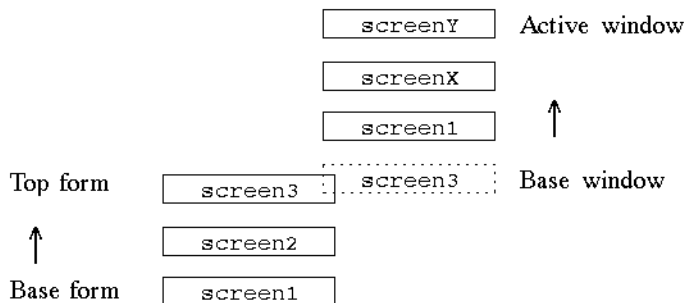 screenY Active window
screenX
screen1
screen3 Base window
Top form screen3
screen2
Base form screen1